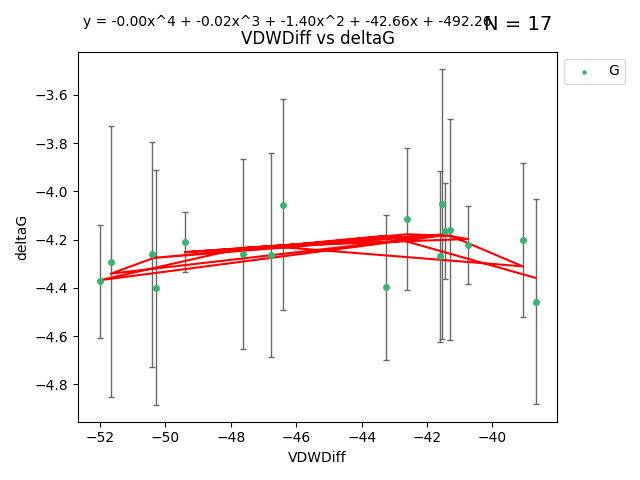 y = -0.00x^4 + -0.02x^3 + -1.40x^2 + -42.66x + -492.26
N = 17
VDWDiff vs deltaG
G
−3.6
−3.8
−4.0
−4.2
−4.4
−4.6
−4.8
deltaG
−52 −50 −48 −46 −44 −42 −40
VDWDiff